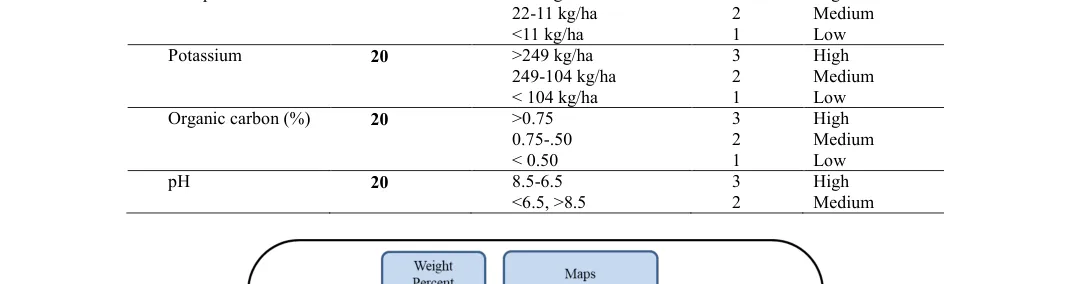 22-11 kg/ha 2 Medium
<11 kg/ha 1 Low
Potassium 20 >249 kg/ha 3 High
249-104 kg/ha 2 Medium
< 104 kg/ha 1 Low
Organic carbon (%) 20 >0.75 3 High
0.75-.50 2 Medium
< 0.50 1 Low
pH 20 8.5-6.5 3 High
<6.5, >8.5 2 Medium
Weight
Percent
Maps